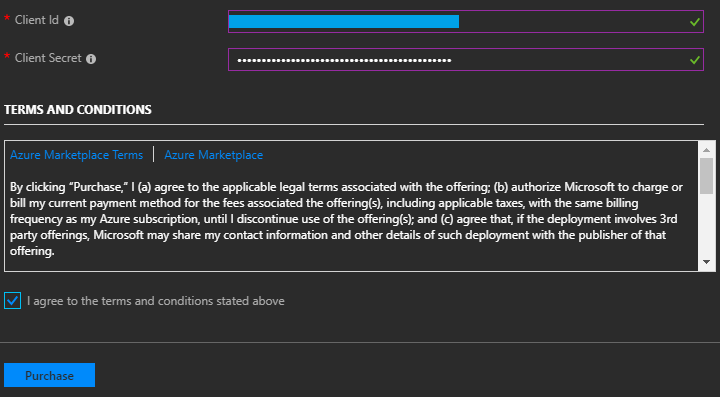 * Client Id
* Client Secret
TERMS AND CONDITIONS
Azure Marketplace Terms | Azure Marketplace
By clicking “Purchase,” I (a) agree to the applicable legal terms associated with the offering; (b) authorize Microsoft to charge or
bill my current payment method for the fees associated the offering(s), including applicable taxes, with the same billing
frequency as my Azure subscription, until I discontinue use of the offering(s); and (c) agree that, if the deployment involves 3rd
party offerings, Microsoft may share my contact information and other details of such deployment with the publisher of that
offering.
I agree to the terms and conditions stated above
Purchase